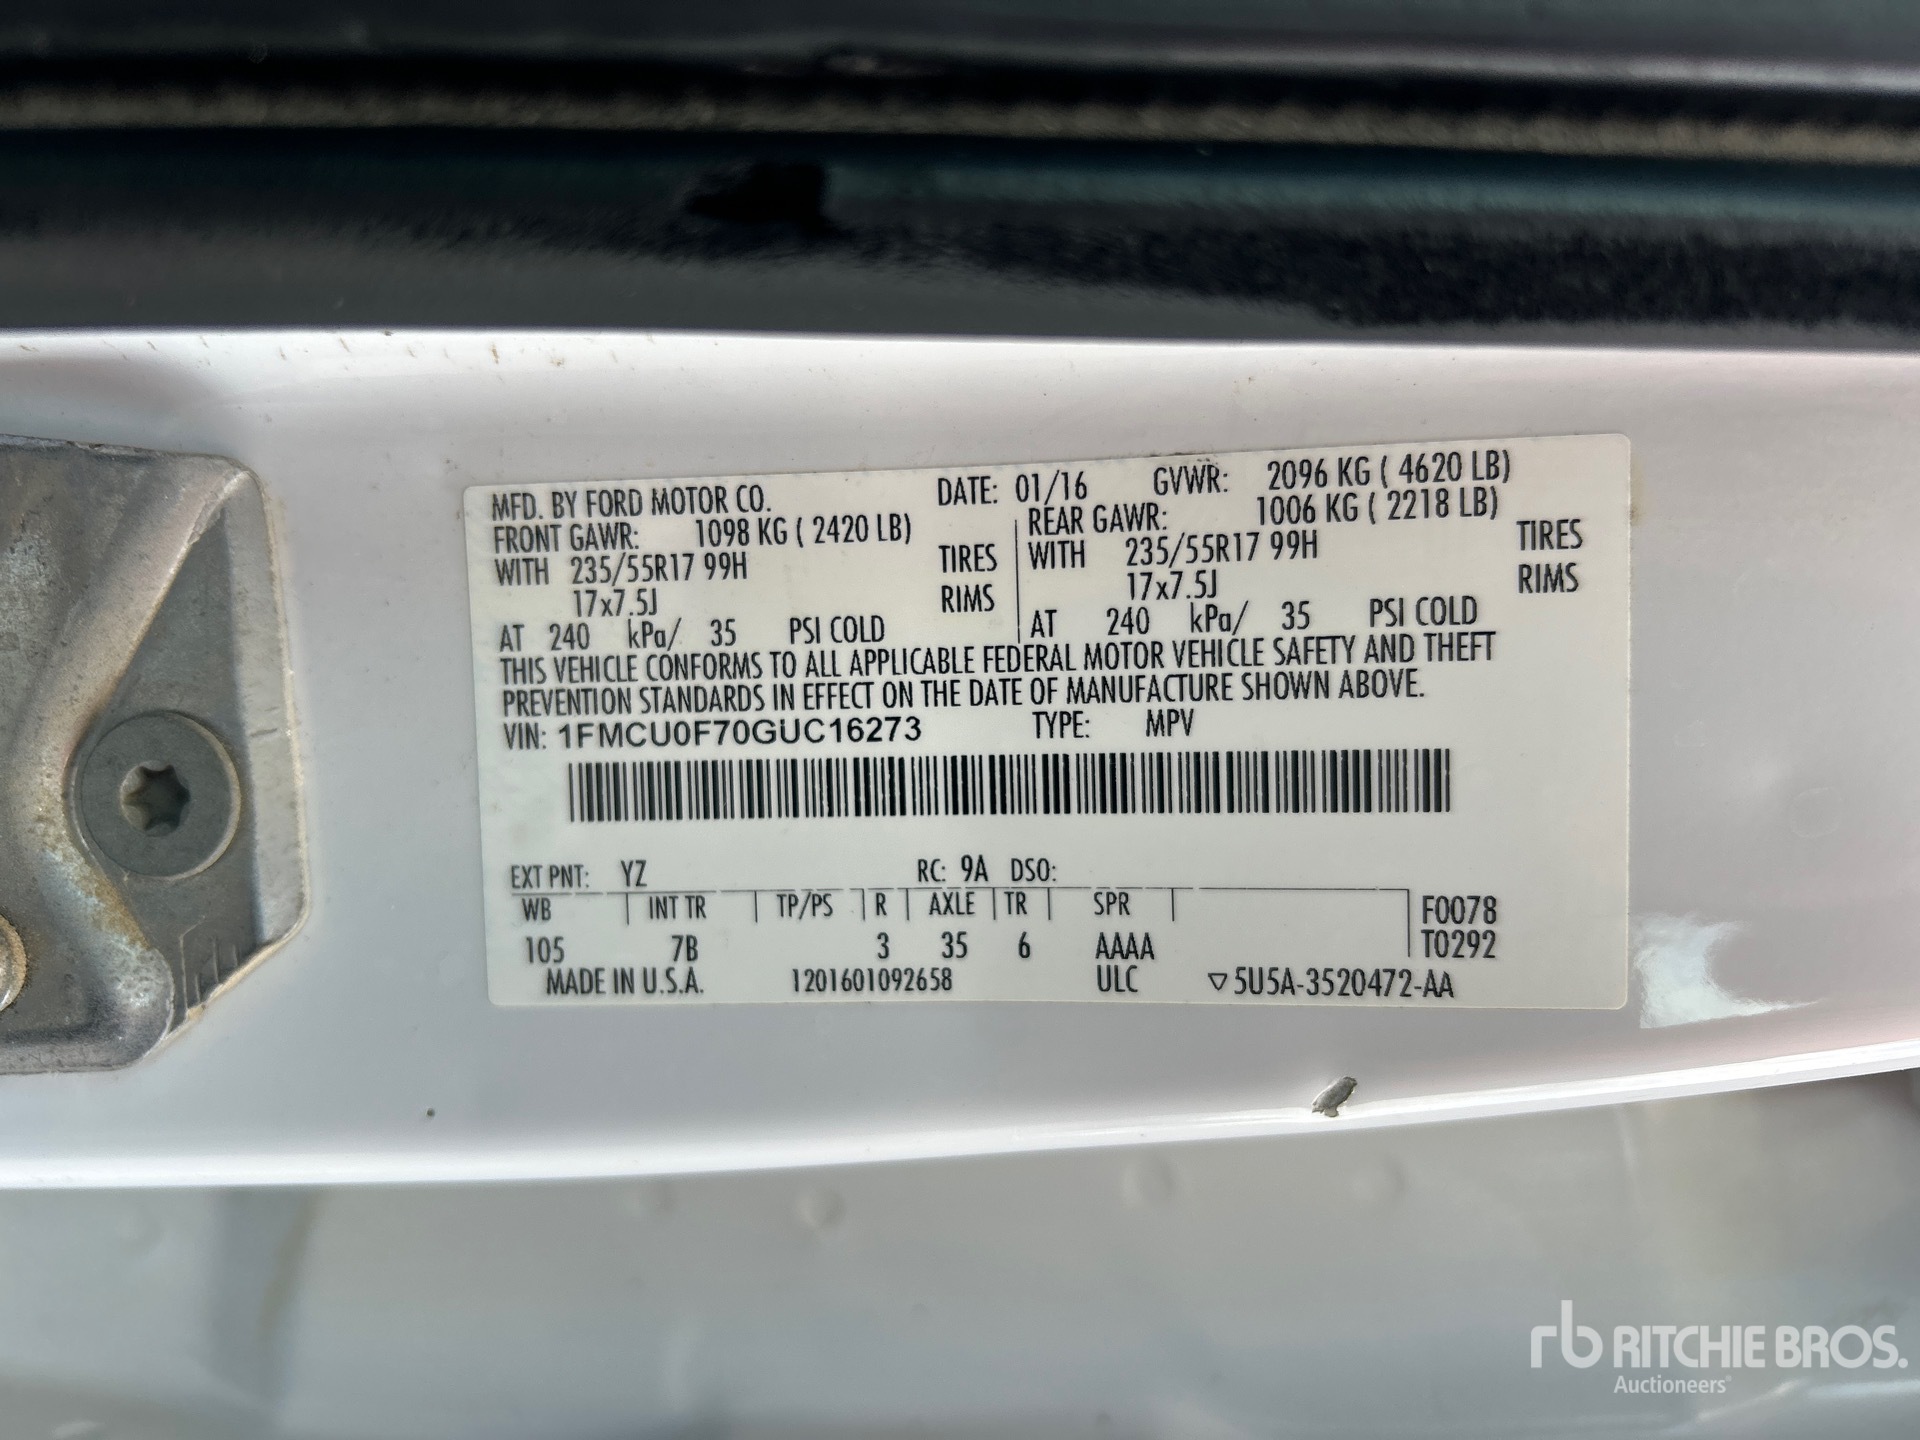 MFD. BY FORD MOTOR CO. DATE: 01/16 GVWR: 2096 KG ( 4620 LB)
FRONT GAWR: 1098 KG ( 2420 LB) REAR GAWR: 1006 KG ( 2218 LB)
WITH 235/55R17 99H TIRES WITH 235/55R17 99H TIRES
17x7.5J RIMS 17x7.5J RIMS
AT 240 kPa/ 35 PSI COLD AT 240 kPa/ 35 PSI COLD
THIS VEHICLE CONFORMS TO ALL APPLICABLE FEDERAL MOTOR VEHICLE SAFETY AND THEFT
PREVENTION STANDARDS IN EFFECT ON THE DATE OF MANUFACTURE SHOWN ABOVE.
VIN: 1FMCU0F70GUC16273 TYPE: MPV
EXT PNT: YZ RC: 9A DSO:
WB INT TR TP/PS R AXLE TR SPR F0078
105 7B 3 35 6 AAAA T0292
MADE IN U.S.A. 1201601092658 ULC ▽5U5A-3520472-AA
rb RITCHIE BROS.
Auctioneers